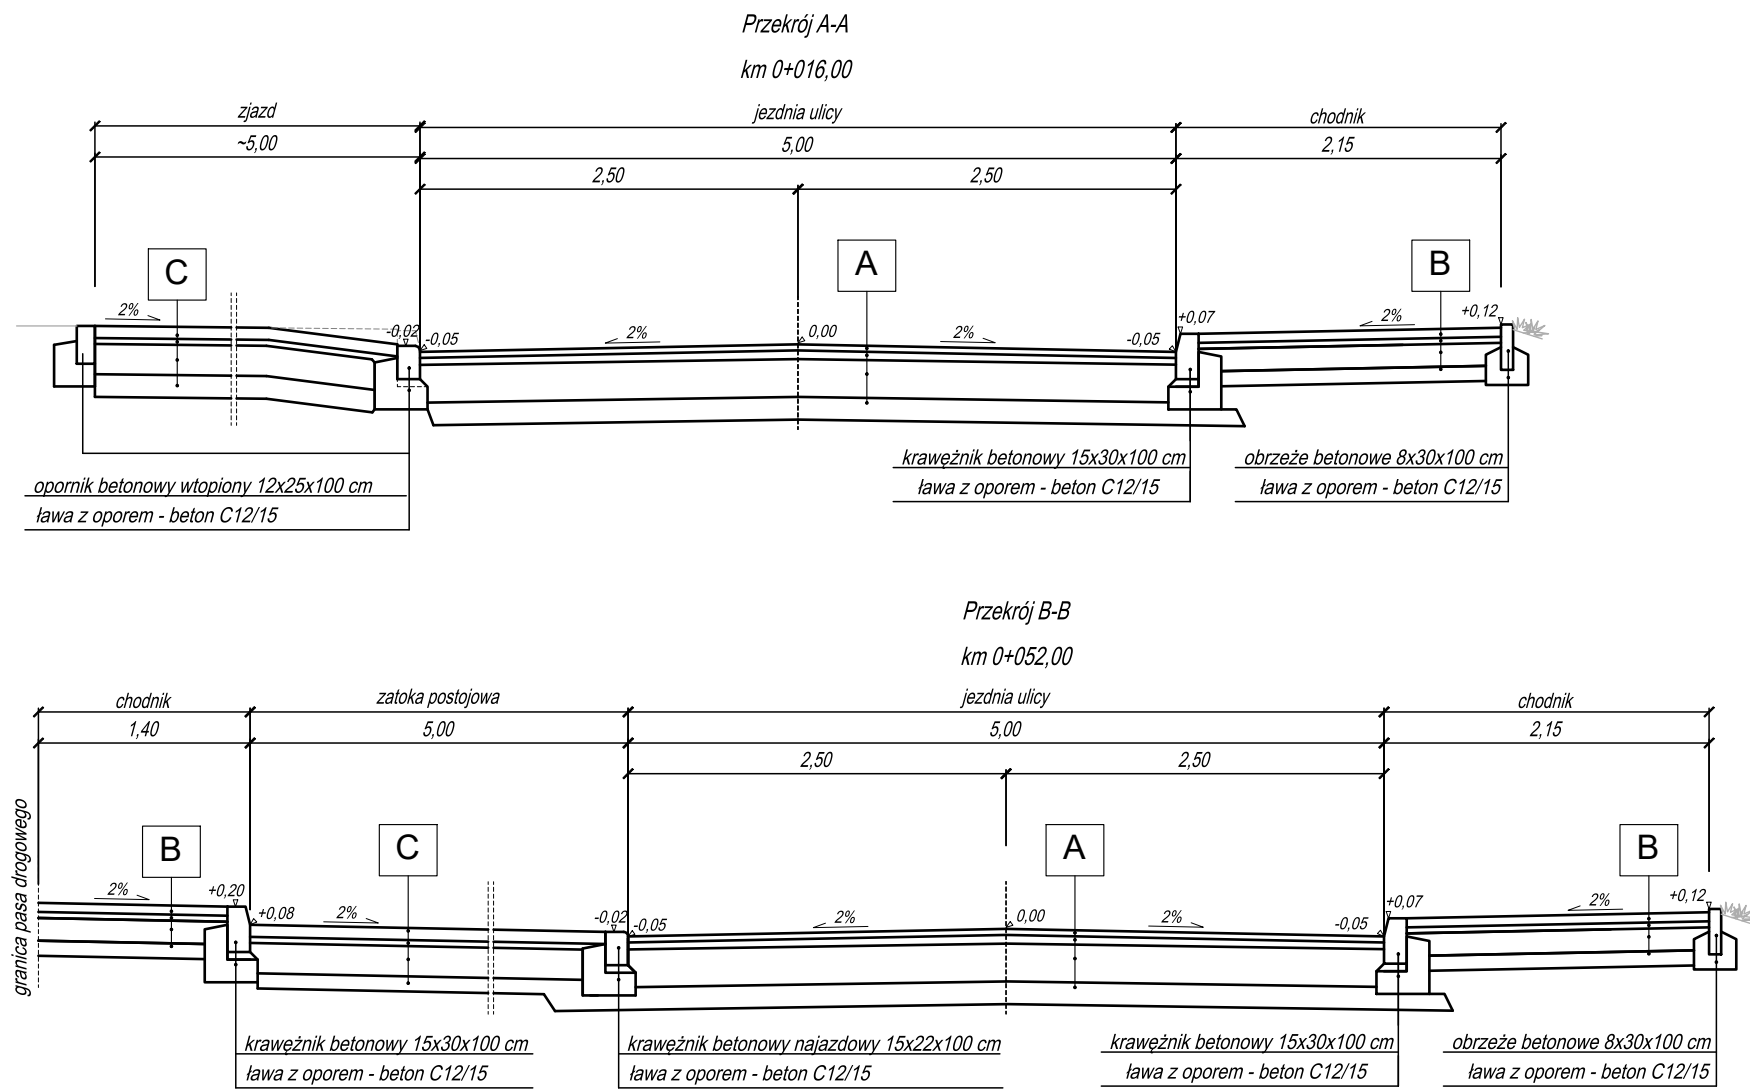 Przekrój A-A
km 0+016,00
zjazd
jezdnia ulicy
chodnik
~5,00
5,00
2,15
2,50
2,50
C
A
B
2%
-0,02
-0,05
2%
0,00
2%
-0,05
+0,07
2%
+0,12
opornik betonowy wtopiony 12x25x100 cm
ława z oporem - beton C12/15
krawężnik betonowy 15x30x100 cm
ława z oporem - beton C12/15
obrzeże betonowe 8x30x100 cm
ława z oporem - beton C12/15
Przekrój B-B
km 0+052,00
chodnik
zatoka postojowa
jezdnia ulicy
chodnik
1,40
5,00
5,00
2,15
2,50
2,50
granica pasa drogowego
B
C
A
B
2%
+0,20
+0,08
2%
-0,02
-0,05
2%
0,00
2%
-0,05
+0,07
2%
+0,12
krawężnik betonowy 15x30x100 cm
ława z oporem - beton C12/15
krawężnik betonowy najazdowy 15x22x100 cm
ława z oporem - beton C12/15
krawężnik betonowy 15x30x100 cm
ława z oporem - beton C12/15
obrzeże betonowe 8x30x100 cm
ława z oporem - beton C12/15